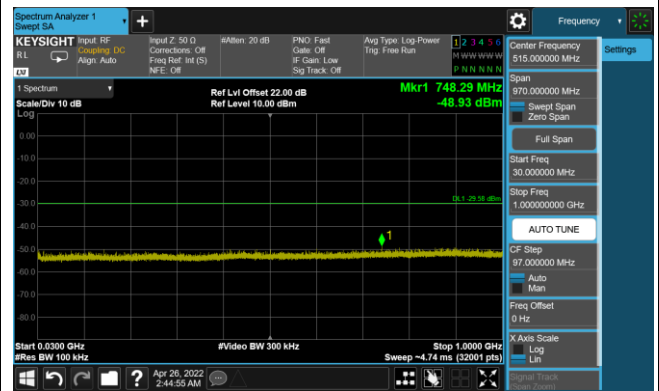 Spectrum Analyzer 1
Swept SA
Frequency
KEYSIGHT
RL
LXI
Input: RF
Coupling: DC
Align: Auto
Input Z: 50 Ω
Corrections: Off
Freq Ref: Int (S)
NFE: Off
#Atten: 20 dB
PNO: Fast
Gate: Off
IF Gain: Low
Sig Track: Off
Avg Type: Log-Power
Trig: Free Run
1 2 3 4 5 6
M W W W W W
P N N N N N
Center Frequency
515.000000 MHz
Settings
1 Spectrum
Scale/Div 10 dB
Log
Ref Lvl Offset 22.00 dB
Ref Level 10.00 dBm
Mkr1 748.29 MHz
-48.93 dBm
Span
970.000000 MHz
Swept Span
Zero Span
Full Span
Start Freq
30.000000 MHz
Stop Freq
1.000000000 GHz
AUTO TUNE
CF Step
97.000000 MHz
Auto
Man
Freq Offset
0 Hz
X Axis Scale
Log
Lin
Signal Track
(Span Zoom)
0.00
-10.0
-20.0
-30.0
-40.0
-50.0
-60.0
-70.0
-80.0
DL1 -29.58 dBm
1
Start 0.0300 GHz
#Res BW 100 kHz
#Video BW 300 kHz
Stop 1.0000 GHz
Sweep ~4.74 ms (32001 pts)
Apr 26, 2022
2:44:55 AM